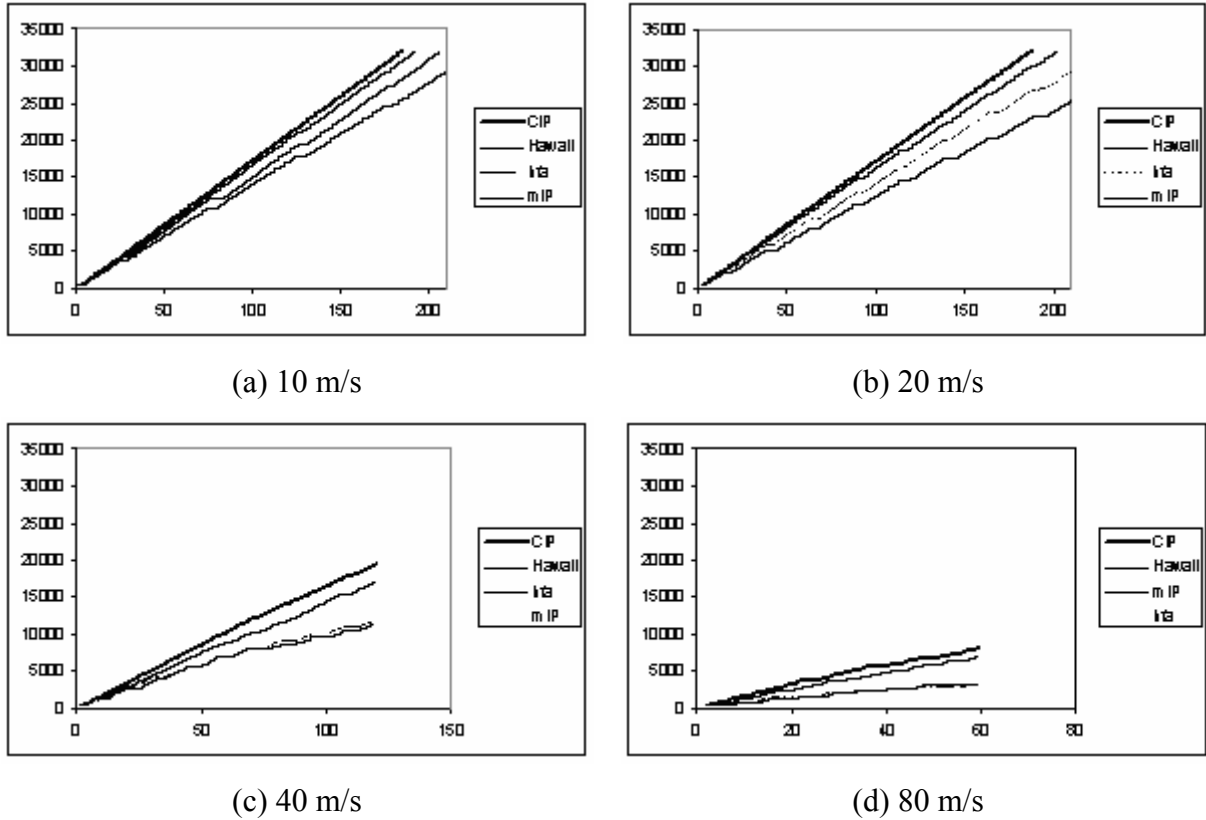 35000
30000
25000
20000
15000
10000
5000
0
0 50 100 150 200
CIP
Hawaii
Inta
mIP
(a) 10 m/s
35000
30000
25000
20000
15000
10000
5000
0
0 50 100 150 200
CIP
Hawaii
Inta
mIP
(b) 20 m/s
35000
30000
25000
20000
15000
10000
5000
0
0 50 100 150
CIP
Hawaii
Inta
mIP
(c) 40 m/s
35000
30000
25000
20000
15000
10000
5000
0
0 20 40 60 80
CIP
Hawaii
mIP
Inta
(d) 80 m/s